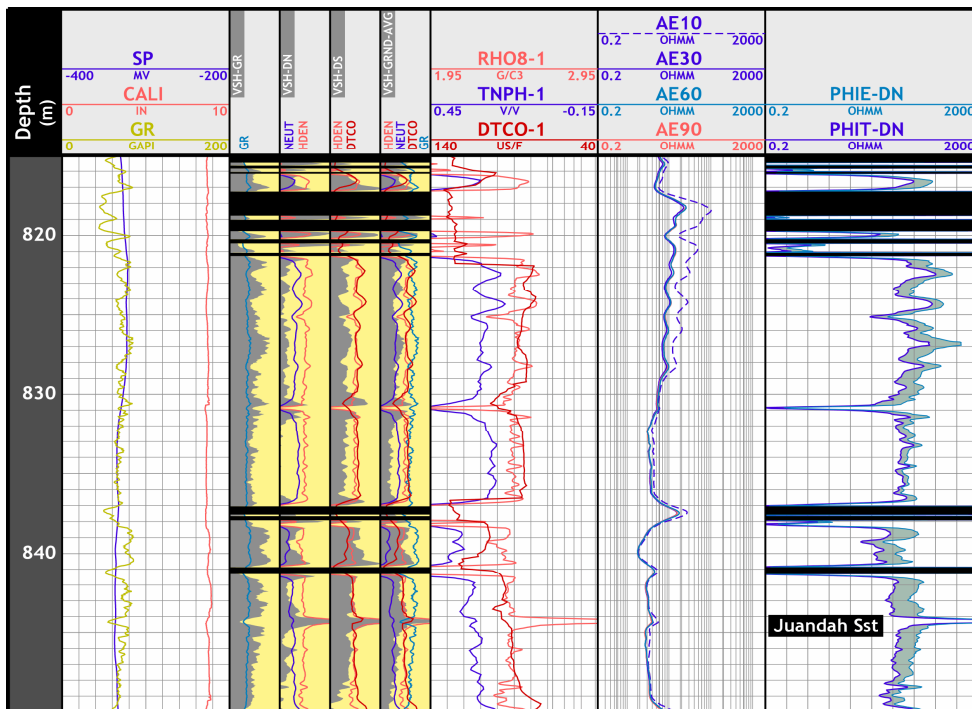 Depth
(m)
SP
-400 MV -200
CALI
0 IN 10
GR
0 GAPI 200
VSH-GR
GR
VSH-DN
NEUT
HDEN
VSH-DS
HDEN
DTCO
VSH-GRND-AVG
HDEN
NEUT
DTCO
GR
RHO8-1
1.95 G/C3 2.95
TNPH-1
0.45 V/V -0.15
DTCO-1
140 US/F 40
AE10
0.2 OHMM 2000
AE30
0.2 OHMM 2000
AE60
0.2 OHMM 2000
AE90
0.2 OHMM 2000
PHIE-DN
0.2 OHMM 2000
PHIT-DN
0.2 OHMM 2000
820
830
840
Juandah Sst